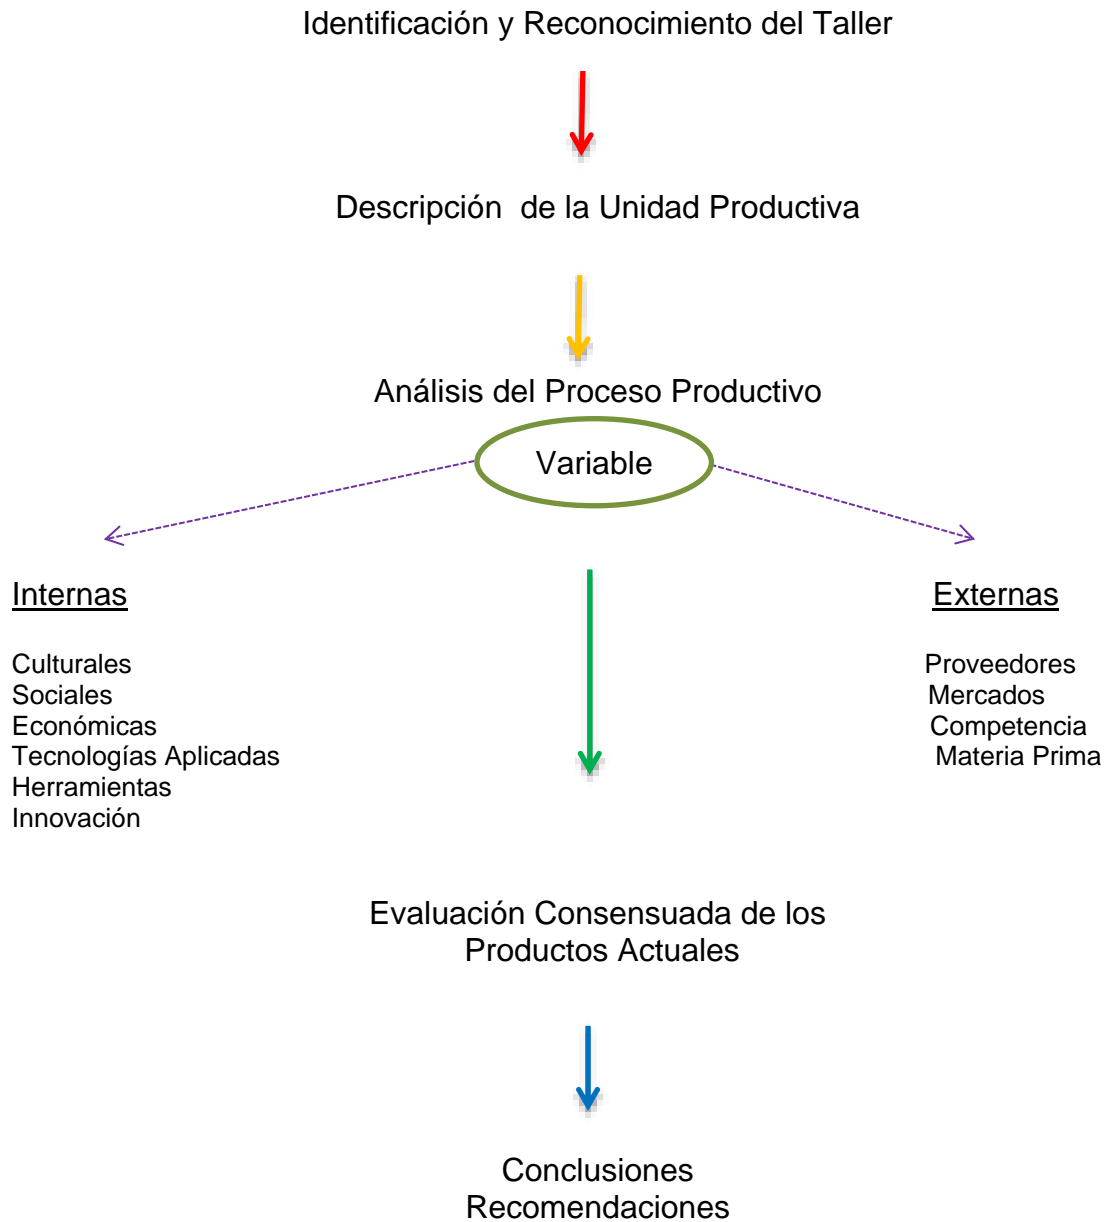 Identificación y Reconocimiento del Taller
Descripción  de la Unidad Productiva
Análisis del Proceso Productivo
Variable
Internas
Culturales
Sociales
Económicas
Tecnologías Aplicadas
Herramientas
Innovación
Externas
Proveedores
Mercados
Competencia
Materia Prima
Evaluación Consensuada de los
Productos Actuales
Conclusiones
Recomendaciones